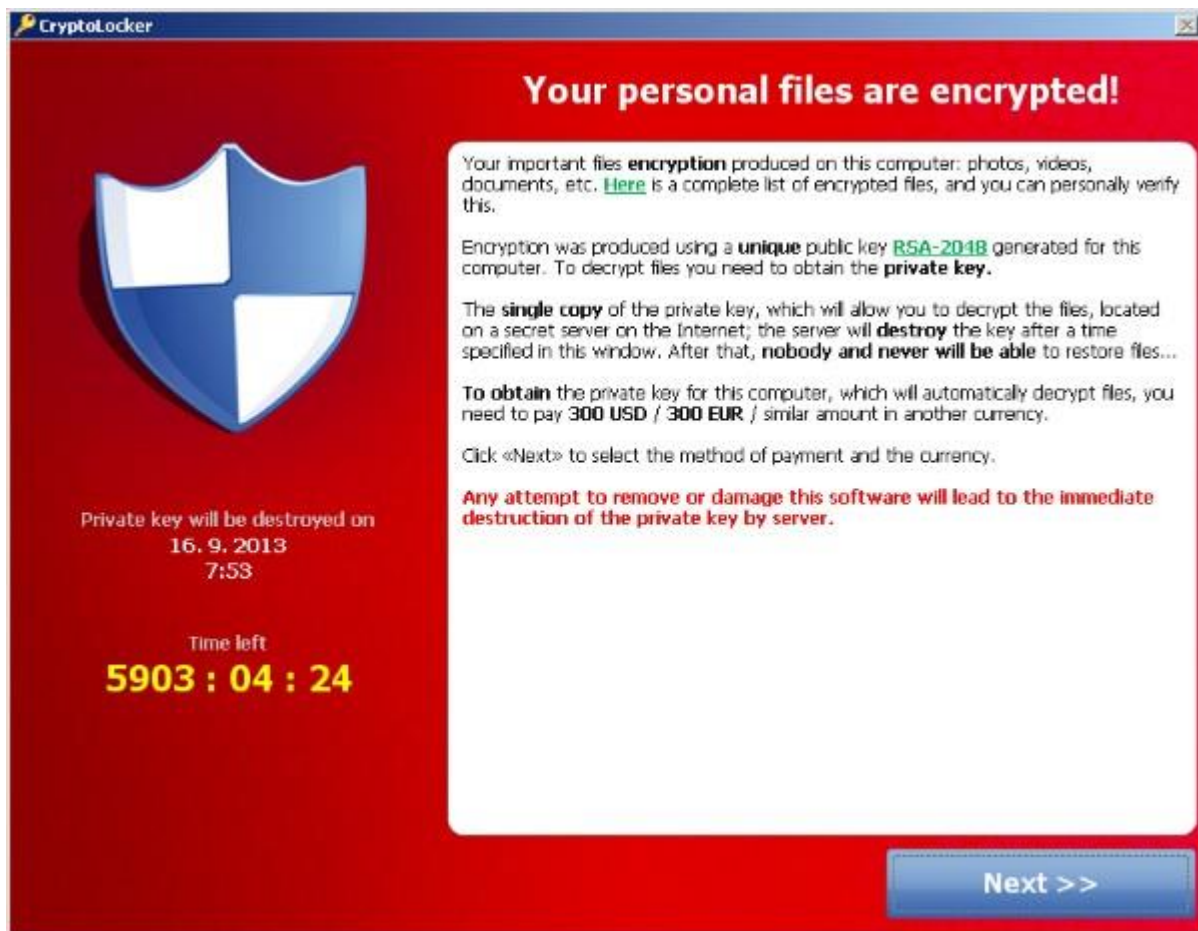 CryptoLocker
Your personal files are encrypted!
Your important files encryption produced on this computer: photos, videos,
documents, etc. Here is a complete list of encrypted files, and you can personally verify
this.
Encryption was produced using a unique public key RSA-2048 generated for this
computer. To decrypt files you need to obtain the private key.
The single copy of the private key, which will allow you to decrypt the files, located
on a secret server on the Internet; the server will destroy the key after a time
specified in this window. After that, nobody and never will be able to restore files...
To obtain the private key for this computer, which will automatically decrypt files, you
need to pay 300 USD / 300 EUR / similar amount in another currency.
Click «Next» to select the method of payment and the currency.
Any attempt to remove or damage this software will lead to the immediate
destruction of the private key by server.
Private key will be destroyed on
16.9.2013
7:53
Time left
5903 : 04 : 24
Next >>